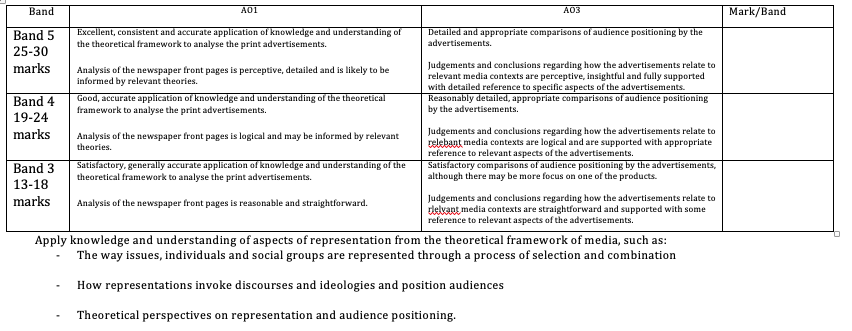 Band AO1 AO3 Mark/Band
Band 5
25-30
marks
Excellent, consistent and accurate application of knowledge and understanding of
the theoretical framework to analyse the print advertisements.
Analysis of the newspaper front pages is perceptive, detailed and is likely to be
informed by relevant theories.
Detailed and appropriate comparisons of audience positioning by the
advertisements.
Judgements and conclusions regarding how the advertisements relate to
relevant media contexts are perceptive, insightful and fully supported
with detailed reference to specific aspects of the advertisements.
Band 4
19-24
marks
Good, accurate application of knowledge and understanding of the theoretical
framework to analyse the print advertisements.
Analysis of the newspaper front pages is logical and may be informed by relevant
theories.
Reasonably detailed, appropriate comparisons of audience positioning
by the advertisements.
Judgements and conclusions regarding how the advertisements relate to
relebant media contexts are logical and are supported with appropriate
reference to relevant aspects of the advertisements.
Band 3
13-18
marks
Satisfactory, generally accurate application of knowledge and understanding of the
theoretical framework to analyse the print advertisements.
Analysis of the newspaper front pages is reasonable and straightforward.
Satisfactory comparisons of audience positioning by the advertisements,
although there may be more focus on one of the products.
Judgements and conclusions regarding how the advertisements relate to
rlelvant media contexts are straightforward and supported with some
reference to relevant aspects of the advertisements.
Apply knowledge and understanding of aspects of representation from the theoretical framework of media, such as:
- The way issues, individuals and social groups are represented through a process of selection and combination
- How representations invoke discourses and ideologies and position audiences
- Theoretical perspectives on representation and audience positioning.